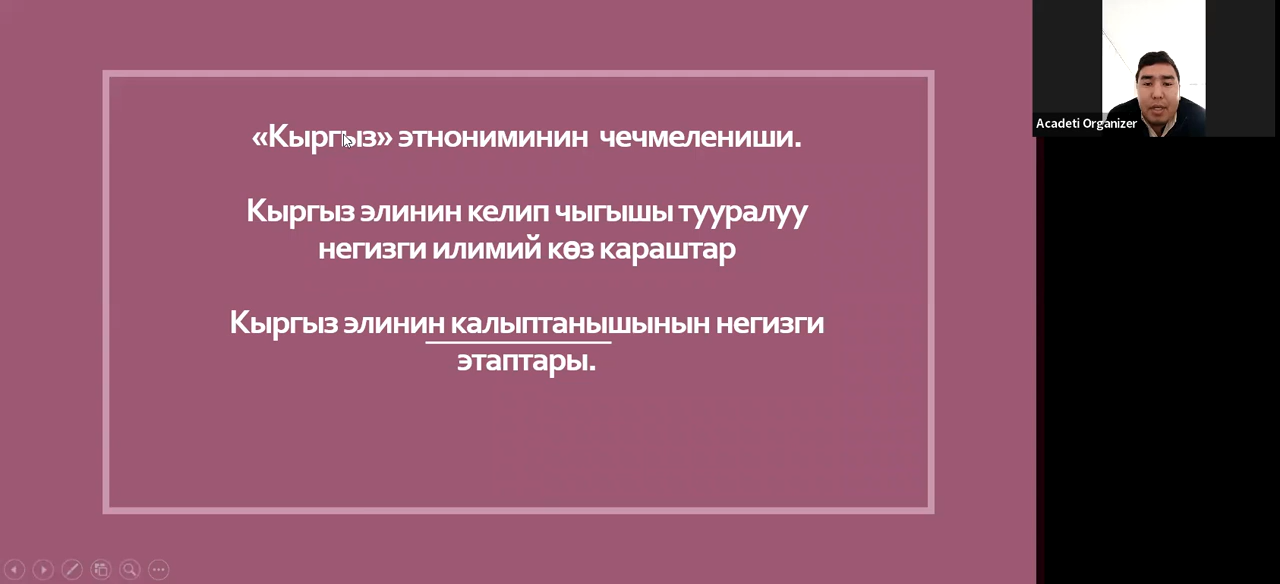 «Кыргыз» этнониминин чечмелениши.
Кыргыз элинин келип чыгышы тууралуу
негизги илимий көз караштар
Кыргыз элинин калыптанышынын негизги
этаптары.
Acadeti Organizer